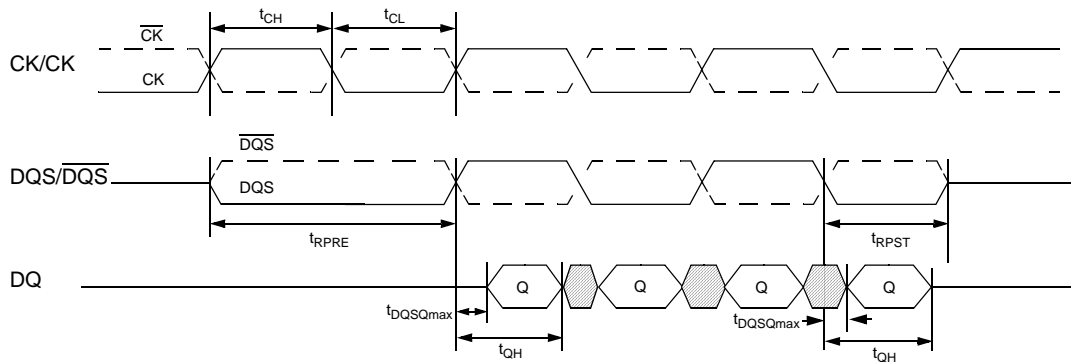 tCH
tCL
CK
CK/CK
CK
DQS
DQS/DQS
DQS
tRPRE
tRPST
DQ
Q
Q
Q
Q
tDQSQmax
tDQSQmax
tQH
tQH